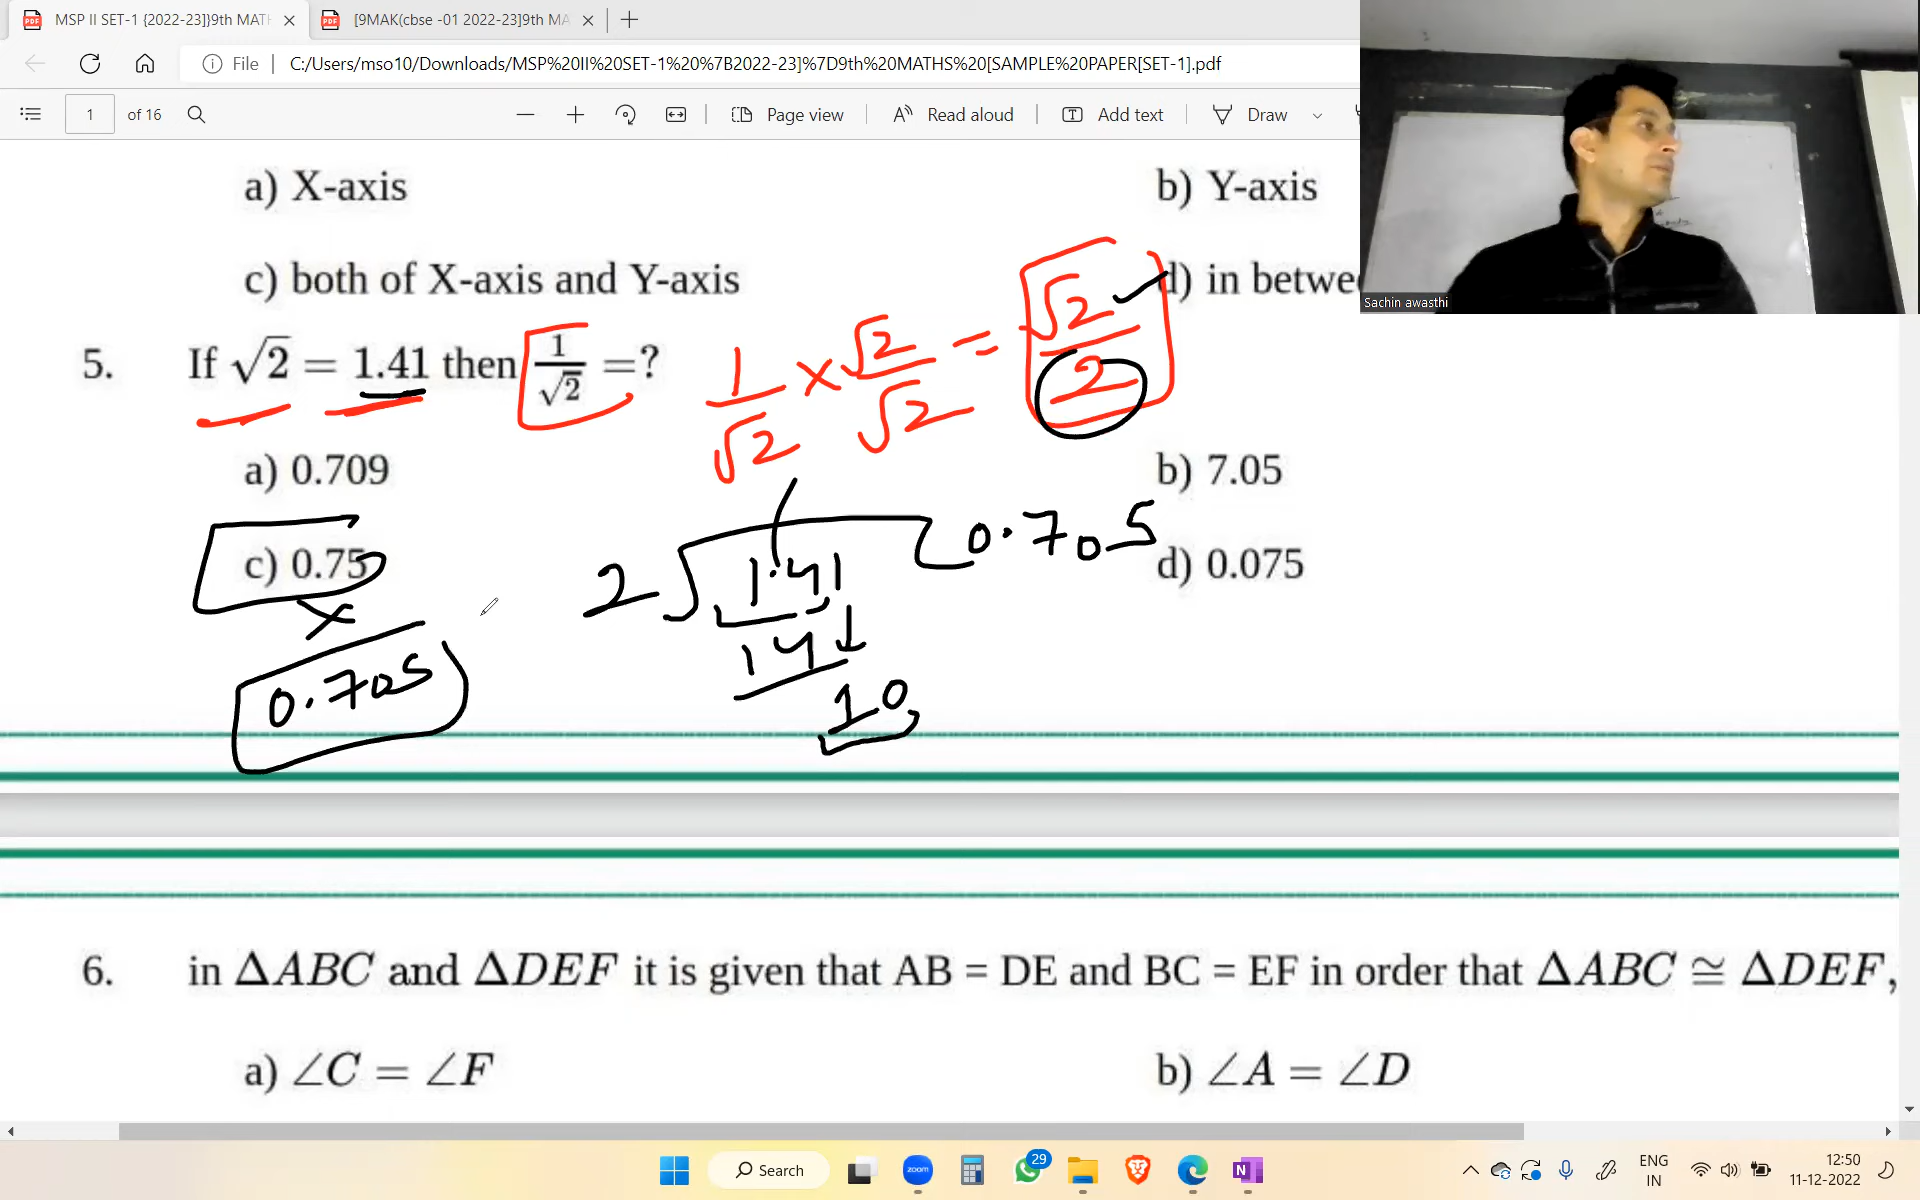 MSP II SET-1 {2022-23]}9th MATH
[9MAK(cbse -01 2022-23]9th MA
File
C:/Users/mso10/Downloads/MSP%20II%20SET-1%20%7B2022-23]%7D9th%20MATHS%20[SAMPLE%20PAPER[SET-1].pdf
1 of 16
Page view
Read aloud
Add text
Draw
Sachin awasthi
a) X-axis
b) Y-axis
c) both of X-axis and Y-axis
d) in betwe
5. If √2 = 1.41 then 1/√2 =?
1/√2 × √2/√2 = √2/2
a) 0.709
b) 7.05
c) 0.75
d) 0.075
2 1.41 0.705
14
10
0.705
6. in ΔABC and ΔDEF it is given that AB = DE and BC = EF in order that ΔABC ≅ ΔDEF,
a) ∠C = ∠F
b) ∠A = ∠D
zoom
Search
29
N
ENG
IN
12:50
11-12-2022